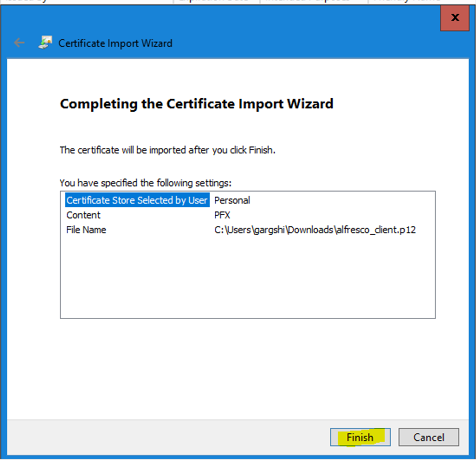 x
Certificate Import Wizard
Completing the Certificate Import Wizard
The certificate will be imported after you click Finish.
You have specified the following settings:
Certificate Store Selected by User Personal
Content PFX
File Name C:\Users\gargshi\Downloads\alfresco_client.p12
Finish Cancel